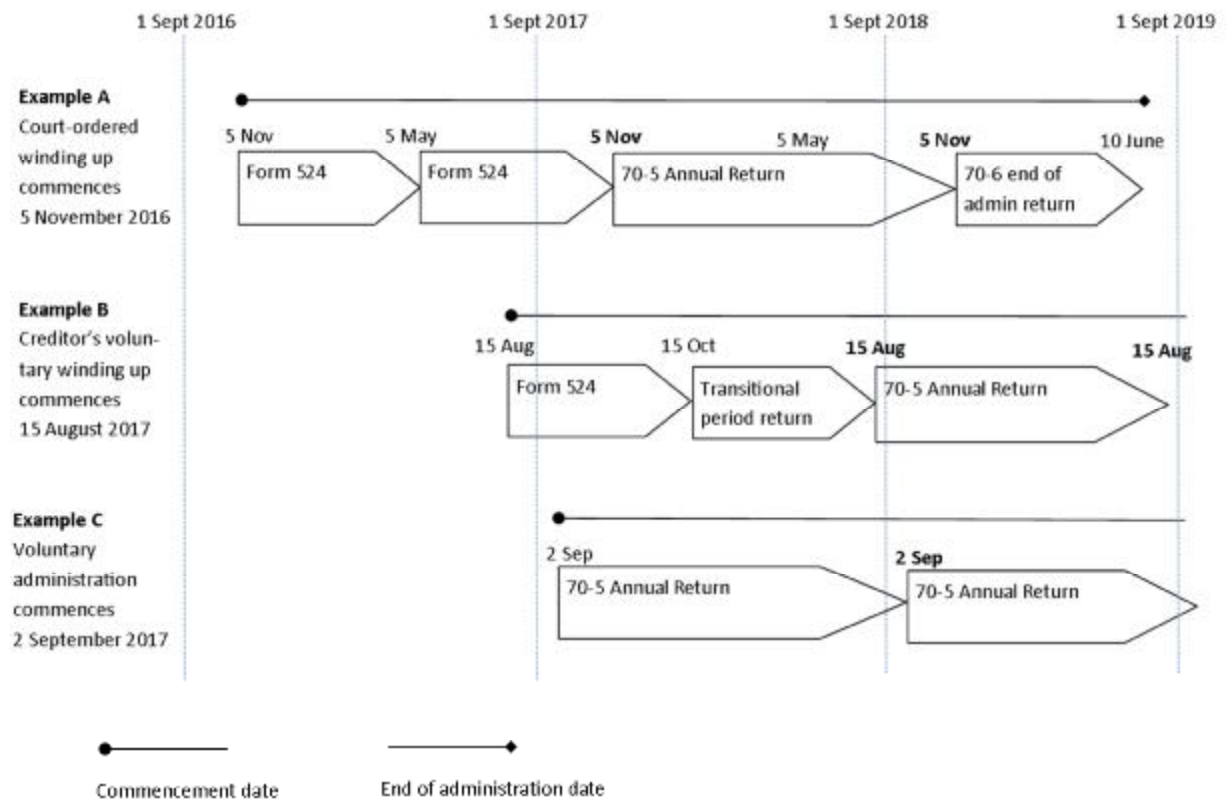 1 Sept 2016 1 Sept 2017 1 Sept 2018 1 Sept 2019
Example A
Court-ordered
winding up
commences
5 November 2016
5 Nov 5 May 5 Nov 5 May 5 Nov 10 June
Form 524 Form 524 70-5 Annual Return 70-6 end of
admin return
Example B
Creditor's volun-
tary winding up
commences
15 August 2017
15 Aug 15 Oct 15 Aug 15 Aug
Form 524 Transitional 70-5 Annual Return
period return
Example C
Voluntary
administration
commences
2 September 2017
2 Sep 2 Sep
70-5 Annual Return 70-5 Annual Return
Commencement date End of administration date